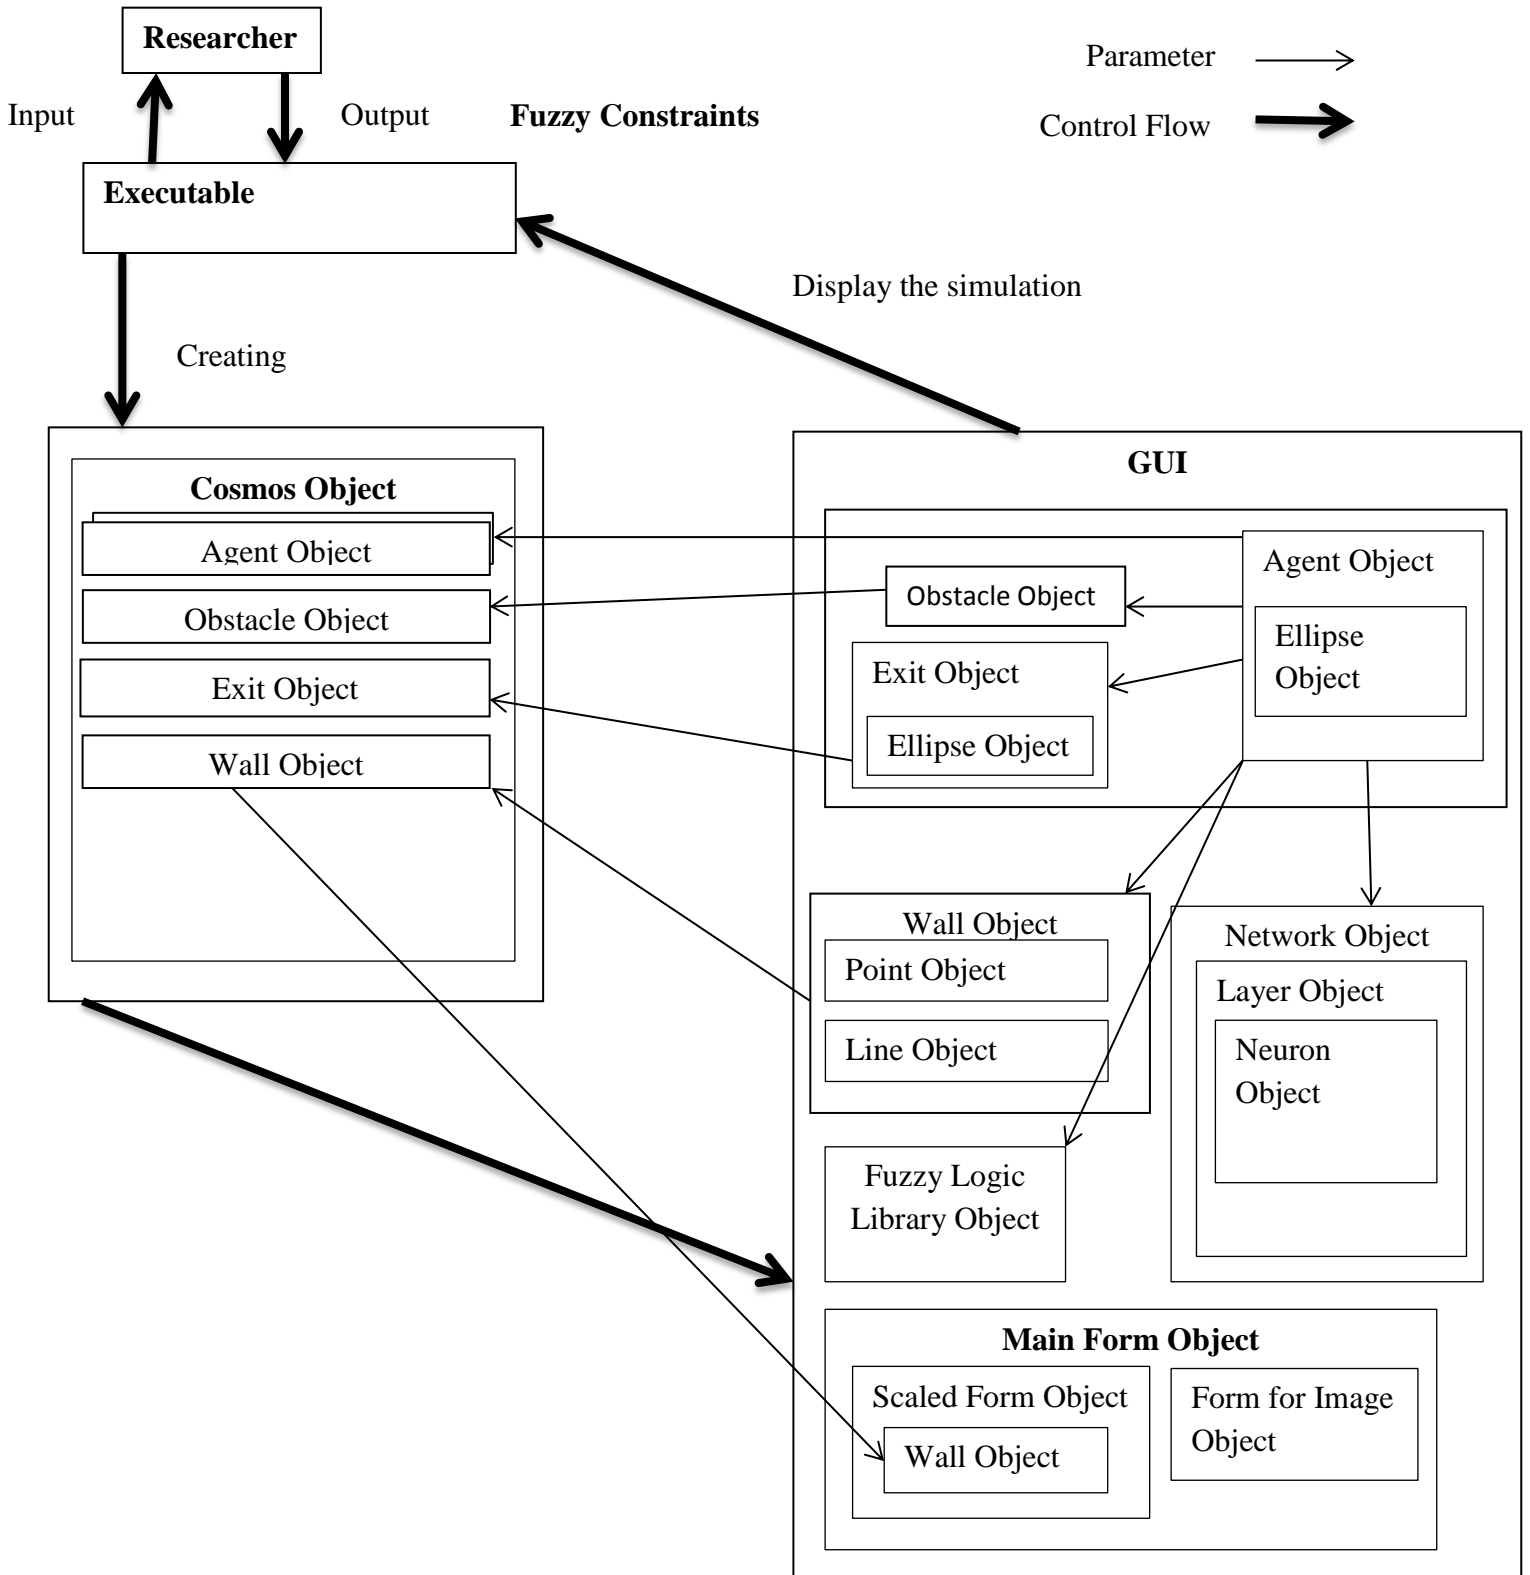 Researcher
Parameter
Input
Output
Fuzzy Constraints
Control Flow
Executable
Display the simulation
Creating
Cosmos Object
Agent Object
Obstacle Object
Exit Object
Wall Object
GUI
Agent Object
Ellipse
Object
Obstacle Object
Exit Object
Ellipse Object
Wall Object
Point Object
Line Object
Network Object
Layer Object
Neuron
Object
Fuzzy Logic
Library Object
Main Form Object
Scaled Form Object
Wall Object
Form for Image
Object